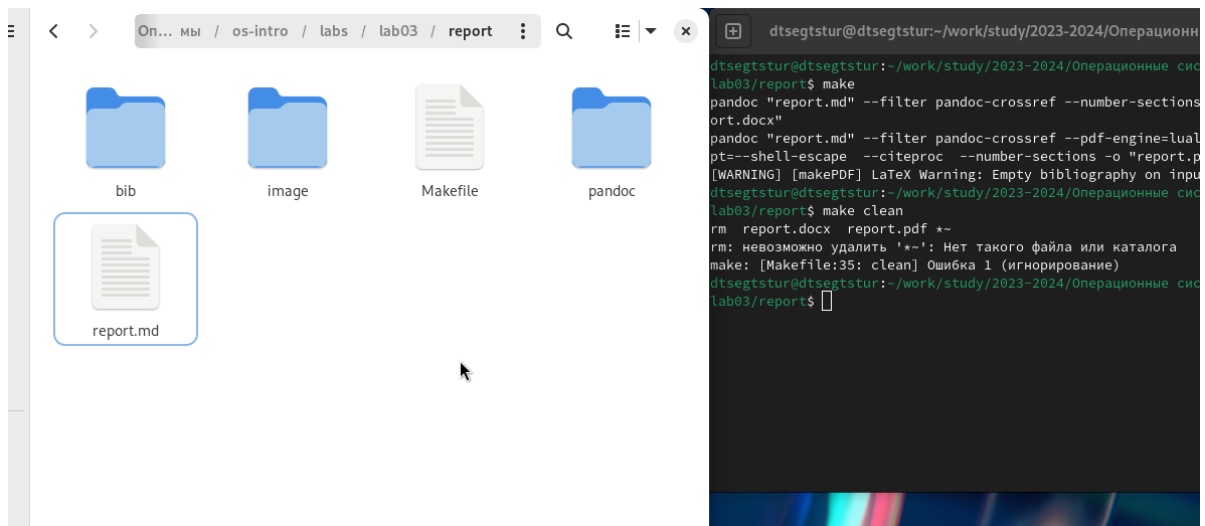 Оп... мы / os-intro / labs / lab03 / report
bib
image
Makefile
pandoc
report.md
dtsegtstur@dtsegtstur:~/work/study/2023-2024/Операционн
dtsegtstur@dtsegtstur:~/work/study/2023-2024/Операционные сис
lab03/report$ make
pandoc "report.md" --filter pandoc-crossref --number-sections
ort.docx"
pandoc "report.md" --filter pandoc-crossref --pdf-engine=lual
pt=--shell-escape  --citeproc  --number-sections -o "report.p
[WARNING] [makePDF] LaTeX Warning: Empty bibliography on inpu
dtsegtstur@dtsegtstur:~/work/study/2023-2024/Операционные сис
lab03/report$ make clean
rm  report.docx  report.pdf *~
rm: невозможно удалить '*~': Нет такого файла или каталога
make: [Makefile:35: clean] Ошибка 1 (игнорирование)
dtsegtstur@dtsegtstur:~/work/study/2023-2024/Операционные сис
lab03/report$